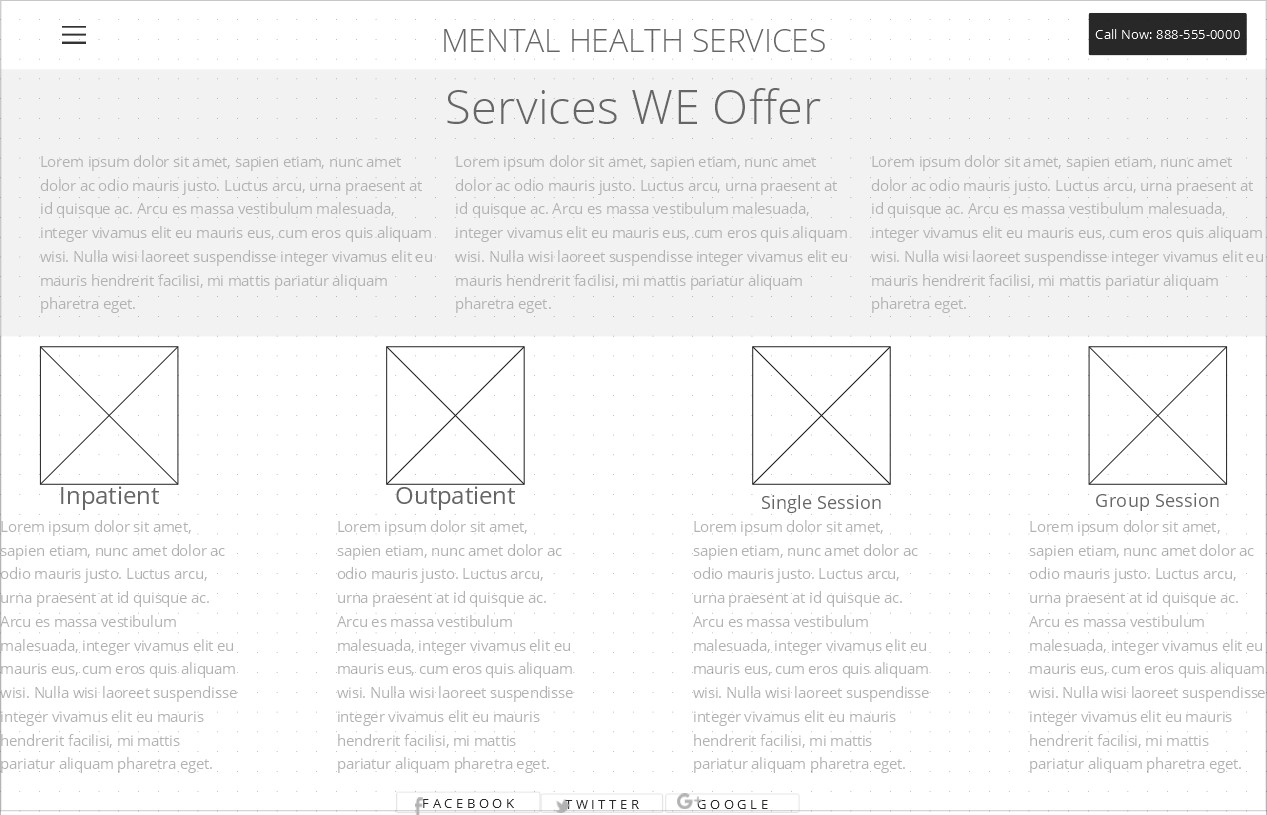 MENTAL HEALTH SERVICES
Call Now: 888-555-0000
Services WE Offer
Lorem ipsum dolor sit amet, sapien etiam, nunc amet
dolor ac odio mauris justo. Luctus arcu, urna praesent at
id quisque ac. Arcu es massa vestibulum malesuada,
integer vivamus elit eu mauris eus, cum eros quis aliquam
wisi. Nulla wisi laoreet suspendisse integer vivamus elit eu
mauris hendrerit facilisi, mi mattis pariatur aliquam
pharetra eget.
Lorem ipsum dolor sit amet, sapien etiam, nunc amet
dolor ac odio mauris justo. Luctus arcu, urna praesent at
id quisque ac. Arcu es massa vestibulum malesuada,
integer vivamus elit eu mauris eus, cum eros quis aliquam
wisi. Nulla wisi laoreet suspendisse integer vivamus elit eu
mauris hendrerit facilisi, mi mattis pariatur aliquam
pharetra eget.
Lorem ipsum dolor sit amet, sapien etiam, nunc amet
dolor ac odio mauris justo. Luctus arcu, urna praesent at
id quisque ac. Arcu es massa vestibulum malesuada,
integer vivamus elit eu mauris eus, cum eros quis aliquam
wisi. Nulla wisi laoreet suspendisse integer vivamus elit eu
mauris hendrerit facilisi, mi mattis pariatur aliquam
pharetra eget.
Inpatient
Lorem ipsum dolor sit amet,
sapien etiam, nunc amet dolor ac
odio mauris justo. Luctus arcu,
urna praesent at id quisque ac.
Arcu es massa vestibulum
malesuada, integer vivamus elit eu
mauris eus, cum eros quis aliquam
wisi. Nulla wisi laoreet suspendisse
integer vivamus elit eu mauris
hendrerit facilisi, mi mattis
pariatur aliquam pharetra eget.
Outpatient
Lorem ipsum dolor sit amet,
sapien etiam, nunc amet dolor ac
odio mauris justo. Luctus arcu,
urna praesent at id quisque ac.
Arcu es massa vestibulum
malesuada, integer vivamus elit eu
mauris eus, cum eros quis aliquam
wisi. Nulla wisi laoreet suspendisse
integer vivamus elit eu mauris
hendrerit facilisi, mi mattis
pariatur aliquam pharetra eget.
Single Session
Lorem ipsum dolor sit amet,
sapien etiam, nunc amet dolor ac
odio mauris justo. Luctus arcu,
urna praesent at id quisque ac.
Arcu es massa vestibulum
malesuada, integer vivamus elit eu
mauris eus, cum eros quis aliquam
wisi. Nulla wisi laoreet suspendisse
integer vivamus elit eu mauris
hendrerit facilisi, mi mattis
pariatur aliquam pharetra eget.
Group Session
Lorem ipsum dolor sit amet,
sapien etiam, nunc amet dolor ac
odio mauris justo. Luctus arcu,
urna praesent at id quisque ac.
Arcu es massa vestibulum
malesuada, integer vivamus elit eu
mauris eus, cum eros quis aliquam
wisi. Nulla wisi laoreet suspendisse
integer vivamus elit eu mauris
hendrerit facilisi, mi mattis
pariatur aliquam pharetra eget.
FACEBOOK
TWITTER
GOOGLE